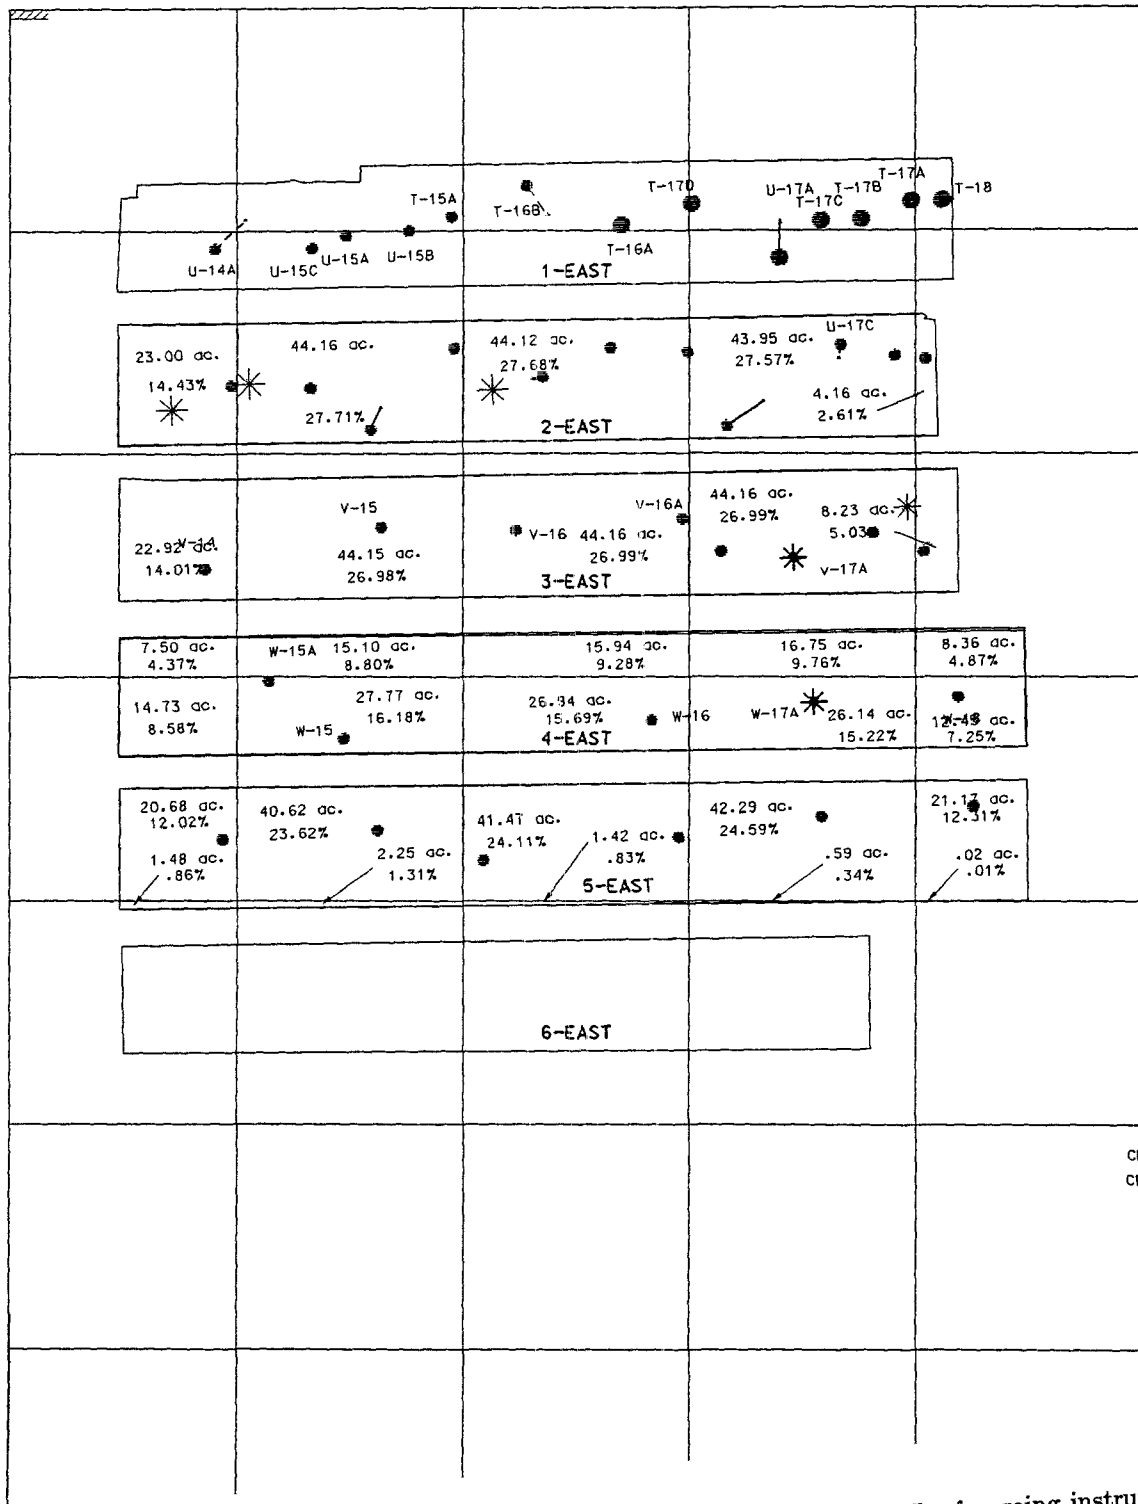 T-17A
T-17D
U-17A
T-17B
T-18
T-15A
T-16B
T-17C
U-14A
U-15C
U-15A
U-15B
T-16A
1-EAST
23.00 ac.
14.43%
44.16 ac.
27.71%
44.12 ac.
27.68%
43.95 ac.
27.57%
U-17C
4.16 ac.
2.61%
2-EAST
V-14
22.92 ac.
14.01%
V-15
44.15 ac.
26.98%
V-16
44.16 ac.
26.99%
V-16A
44.16 ac.
26.99%
8.23 ac.
5.03
V-17A
3-EAST
7.50 ac.
4.37%
W-15A
15.10 ac.
8.80%
15.94 ac.
9.28%
16.75 ac.
9.76%
8.36 ac.
4.87%
14.73 ac.
8.58%
W-15
27.77 ac.
16.18%
15.69%
W-16
W-17A
26.14 ac.
15.22%
7.25%
4-EAST
20.68 ac.
12.02%
1.48 ac.
.86%
40.62 ac.
23.62%
2.25 ac.
1.31%
41.47 ac.
24.11%
1.42 ac.
.83%
42.29 ac.
24.59%
.59 ac.
.34%
21.17 ac.
12.31%
.02 ac.
.01%
5-EAST
6-EAST
instru